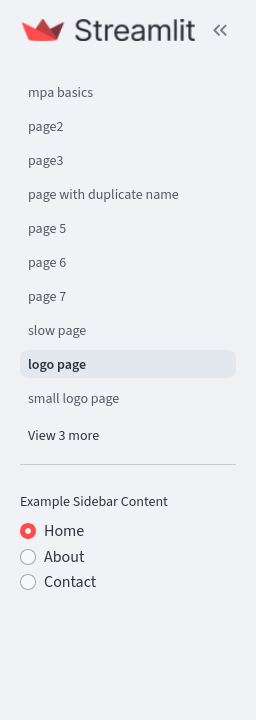 Streamlit
mpa basics
page2
page3
page with duplicate name
page 5
page 6
page 7
slow page
logo page
small logo page
View 3 more
Example Sidebar Content
Home
About
Contact